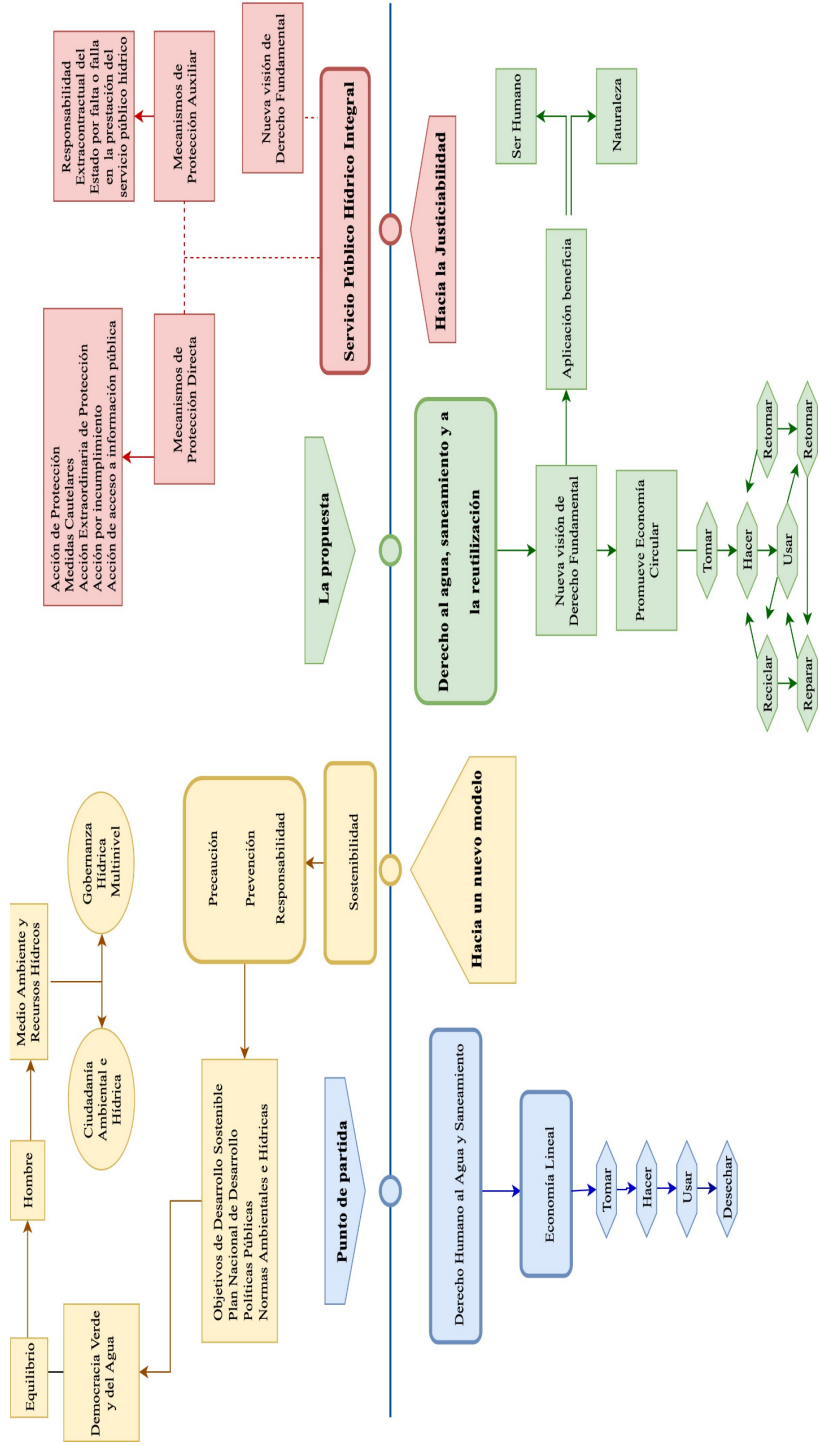 Equilibrio
Hombre
Medio Ambiente y
Recursos Hídrcos
Democracia Verde
y del Agua
Ciudadanía
Ambiental e
Hídrica
Gobernanza
Hídrica
Multinivel
Objetivos de Desarrollo Sostenible
Plan Nacional de Desarrollo
Políticas Públicas
Normas Ambientales e Hídricas
Precaución
Prevención
Responsabilidad
Sostenibilidad
Punto de partida
Hacia un nuevo modelo
Derecho Humano al Agua y Saneamiento
Economía Lineal
Tomar
Hacer
Usar
Desechar
La propuesta
Derecho al agua, saneamiento y a
la reutilización
Nueva visión de
Derecho Fundamental
Aplicación beneficia
Ser Humano
Naturaleza
Promueve Economía
Circular
Tomar
Hacer
Usar
Reciclar
Reparar
Retornar
Retornar
Acción de Protección
Medidas Cautelares
Acción Extraordinaria de Protección
Acción por incumplimiento
Acción de acceso a información pública
Mecanismos de
Protección Directa
Responsabilidad
Extracontractual del
Estado por falta o falla
en la prestación del
servicio público hídrico
Mecanismos de
Protección Auxiliar
Nueva visión de
Derecho Fundamental
Servicio Público Hídrico Integral
Hacia la Justiciabilidad